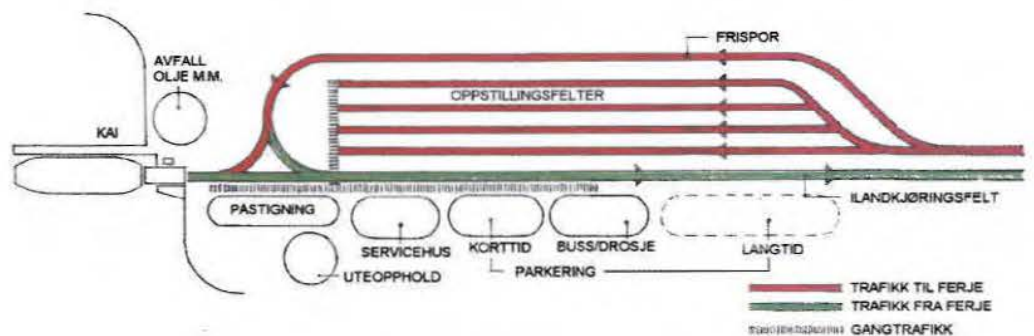 FRISPOR
AVFALL
OLJE M.M.
OPPSTILLINGSFELTER
KAI
PASTIGNING
ILANDKJØRINGSFELT
SERVICEHUS
KORTTID
BUSS/DROSJE
LANGTID
UTEOPPHOLD
PARKERING
TRAFIKK TIL FERJE
TRAFIKK FRA FERJE
GANGTRAFIKK